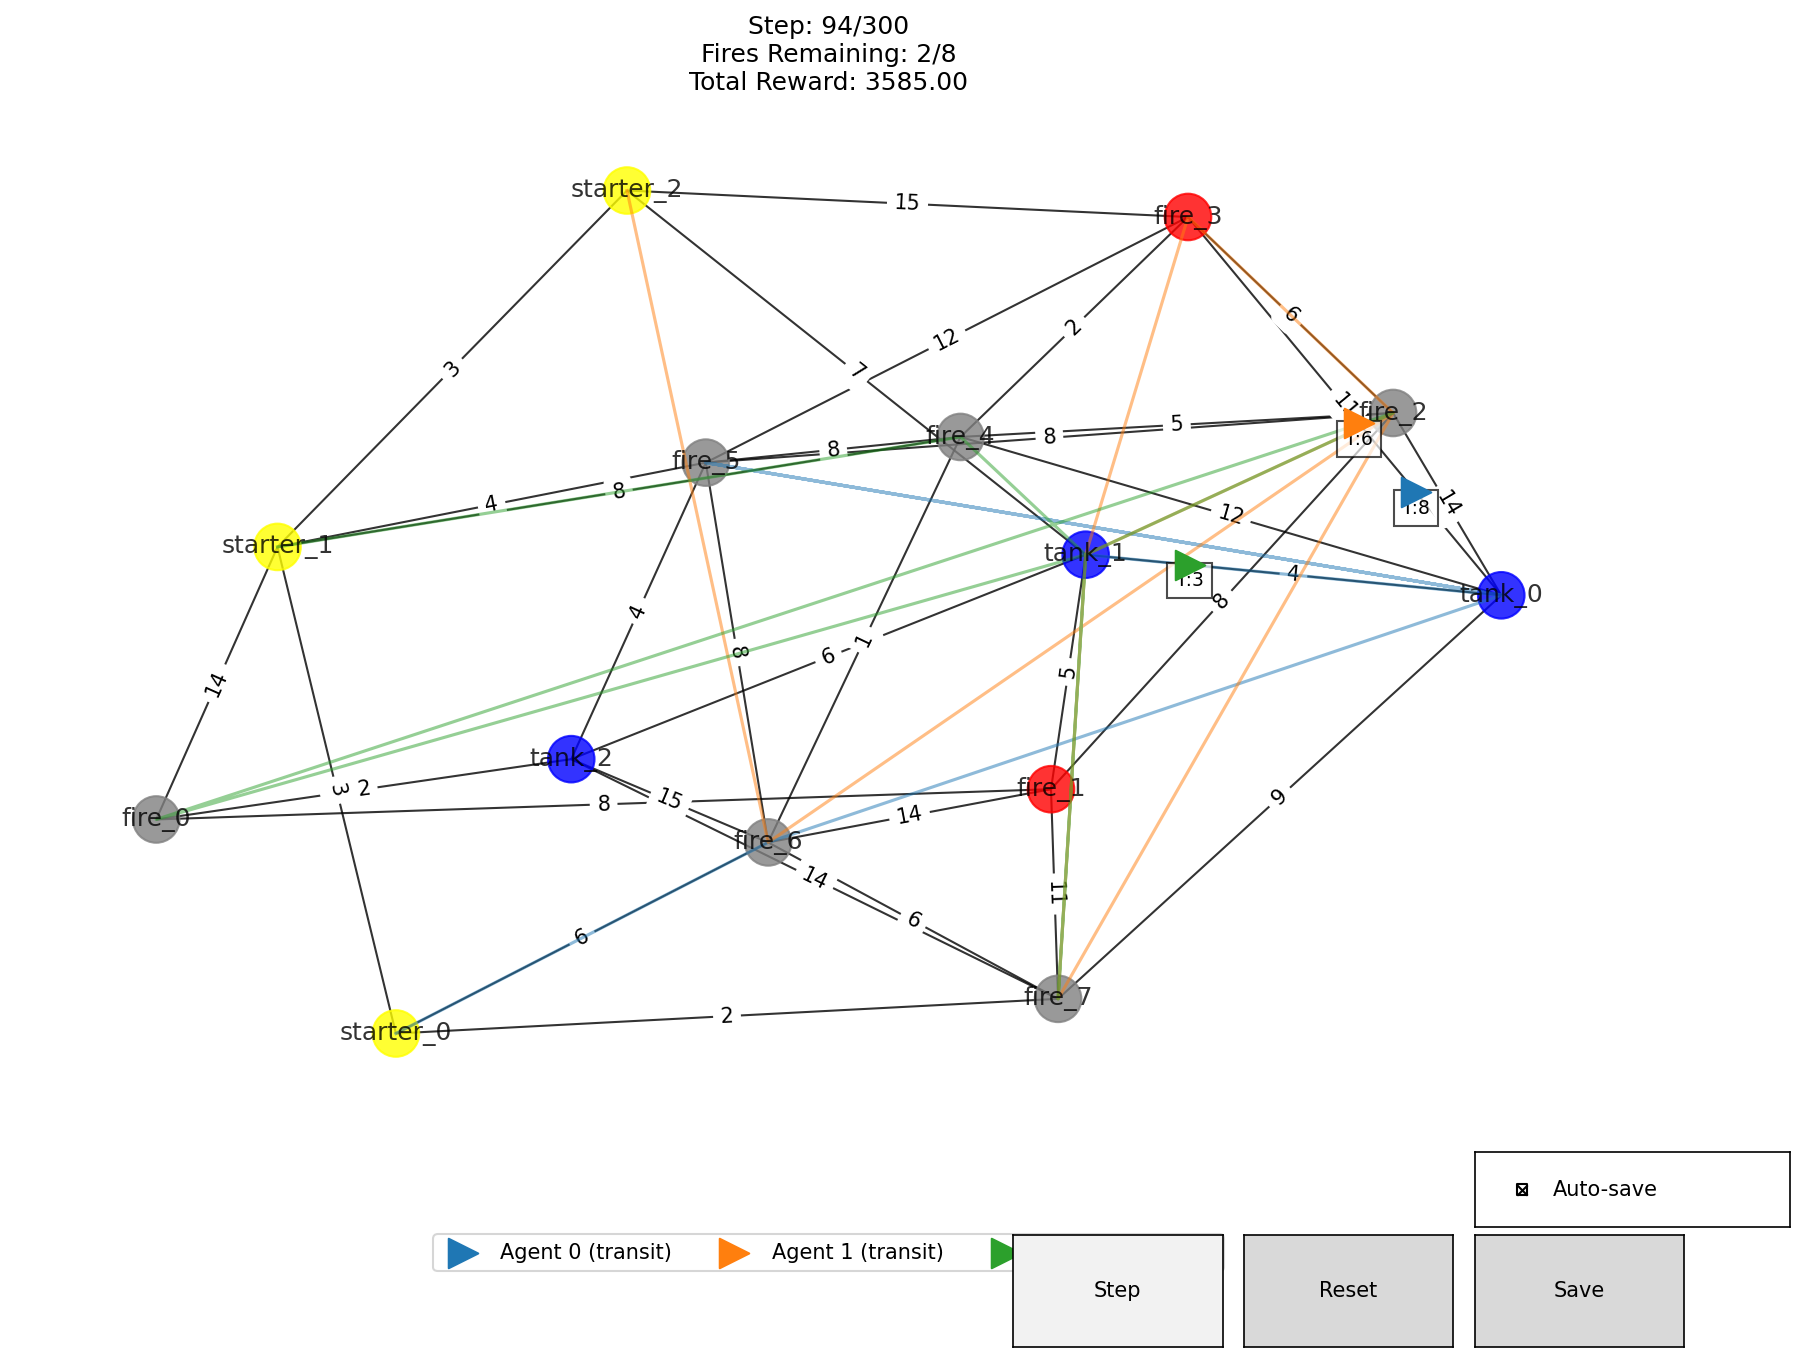 Step: 94/300
Fires Remaining: 2/8
Total Reward: 3585.00
starter_2
15
fire_3
6
2
12
3
7
11
fire_2
5
8
fire_4
8
T:6
fire_5
4
8
14
12
T:8
starter_1
tank_1
4
T:3
tank_0
8
4
6
1
8
5
14
tank_2
3
2
15
8
fire_1
9
fire_0
14
fire_6
14
11
6
6
fire_7
2
starter_0
Auto-save
Agent 0 (transit)
Agent 1 (transit)
Step
Reset
Save